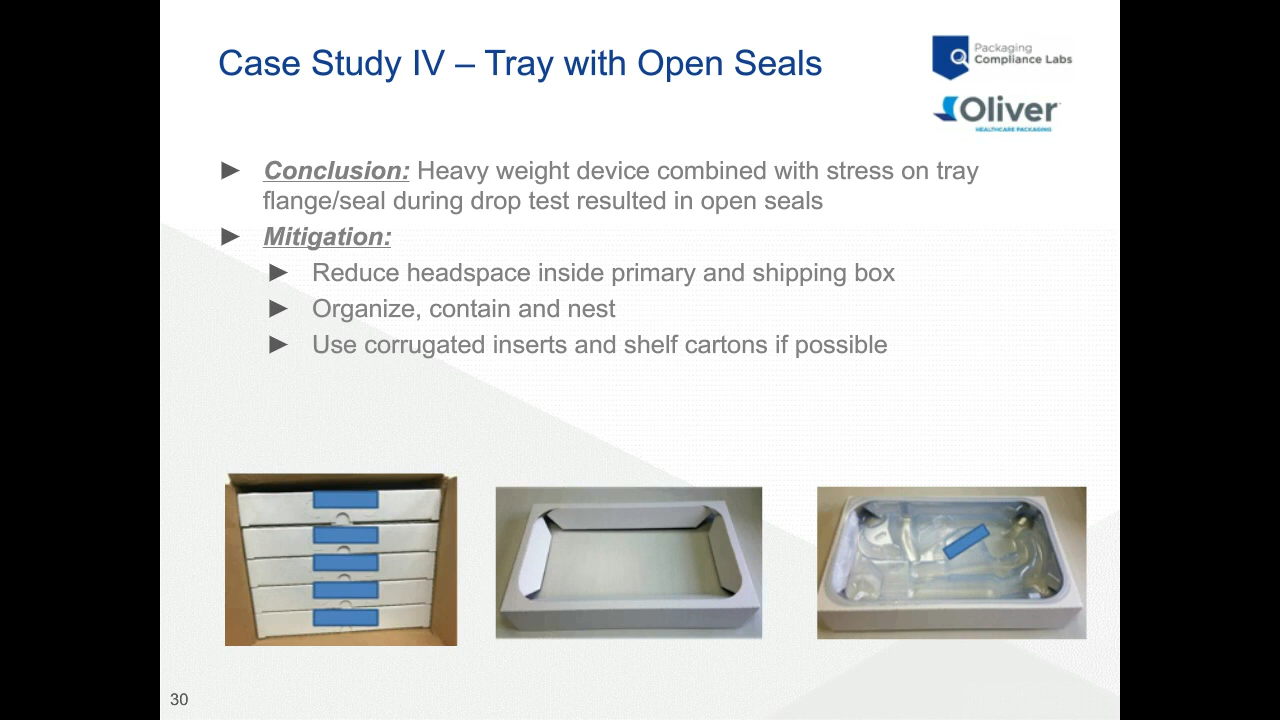 Case Study IV – Tray with Open Seals
Packaging
Compliance Labs
Oliver
HEALTHCARE PACKAGING
► Conclusion: Heavy weight device combined with stress on tray
flange/seal during drop test resulted in open seals
► Mitigation:
► Reduce headspace inside primary and shipping box
► Organize, contain and nest
► Use corrugated inserts and shelf cartons if possible
30